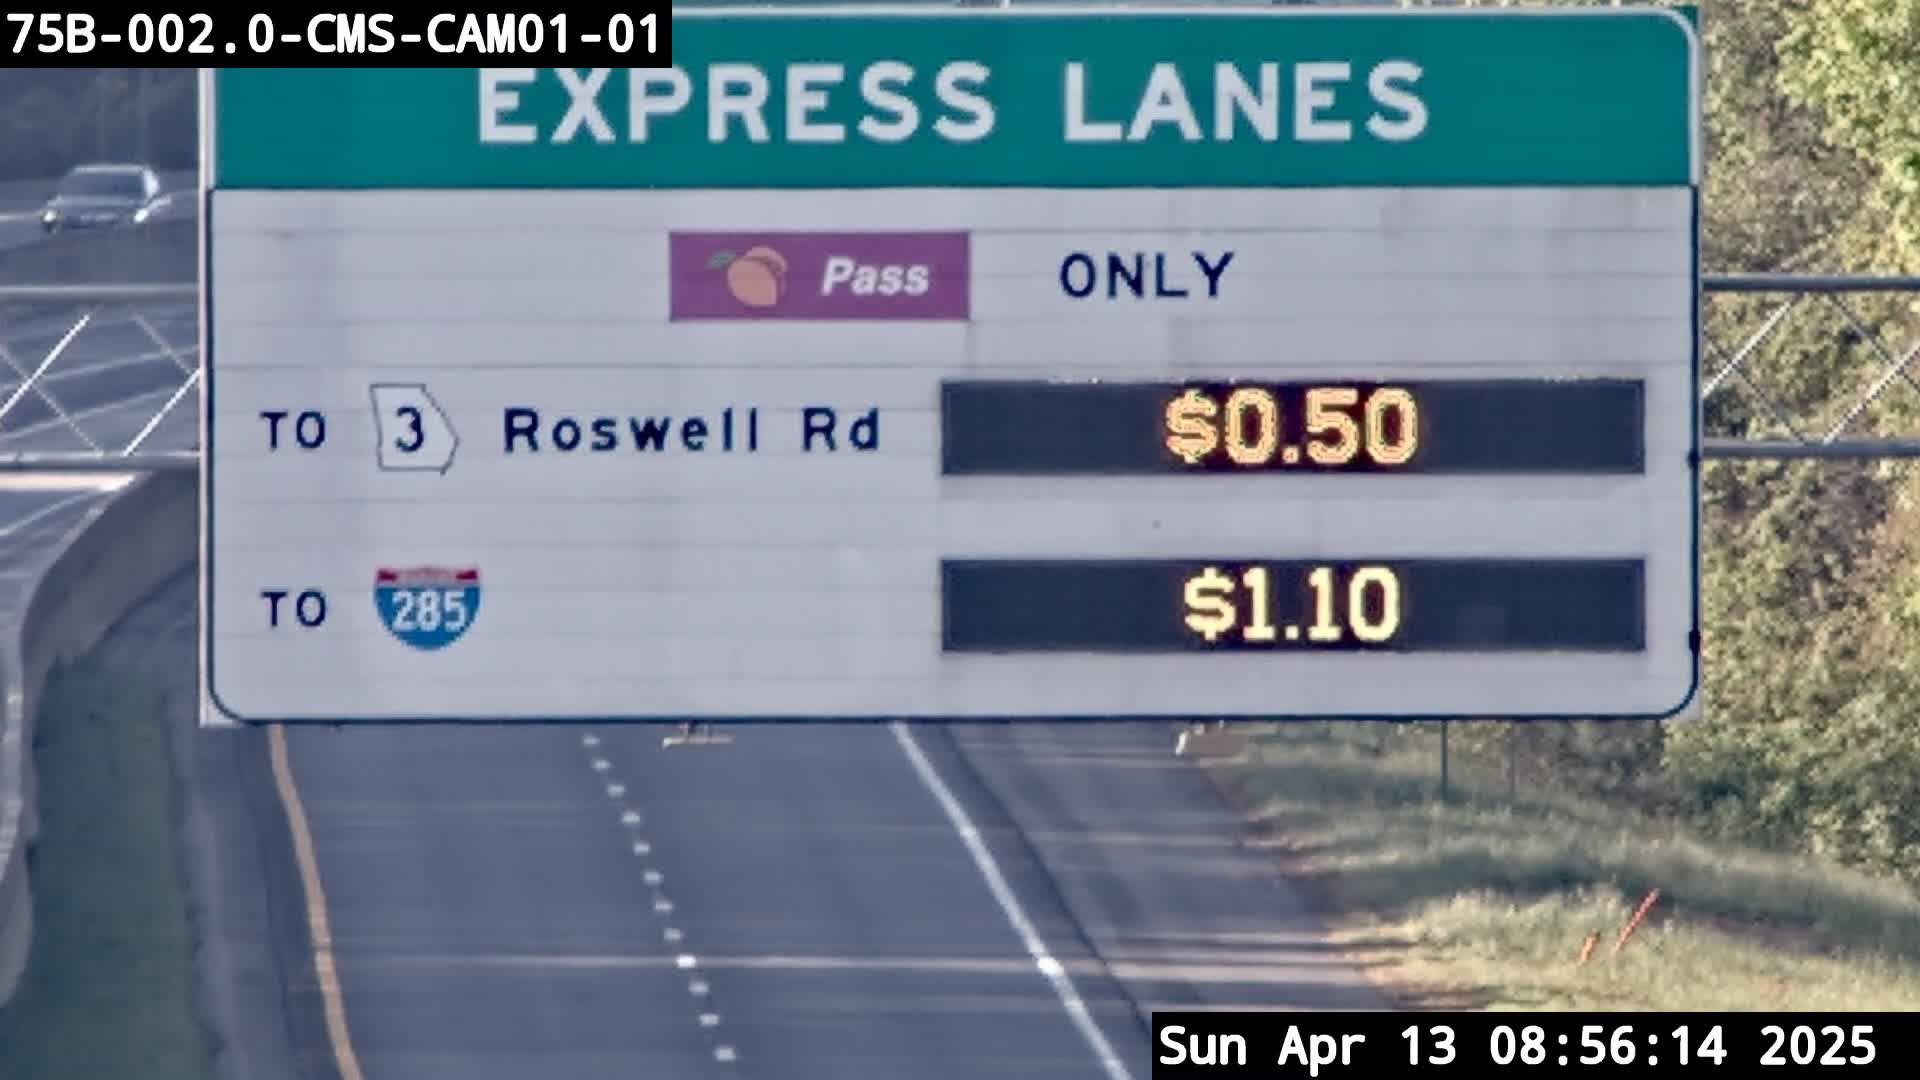 75B-002.0-CMS-CAM01-01
EXPRESS LANES
Pass ONLY
TO 3 Roswell Rd $0.50
TO 285 $1.10
Sun Apr 13 08:56:14 2025